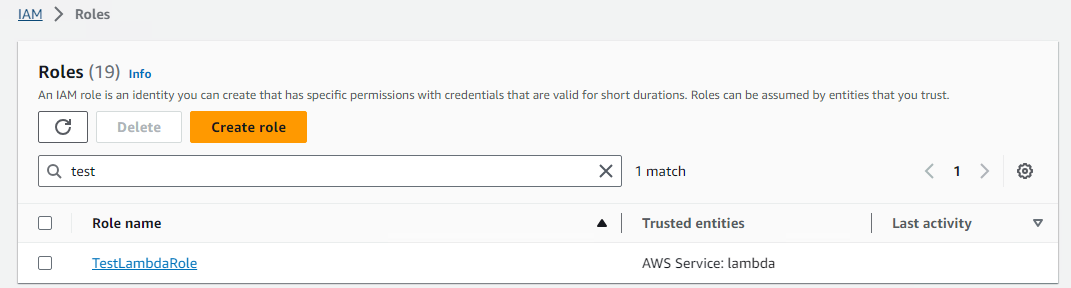 IAM > Roles
Roles (19) Info
An IAM role is an identity you can create that has specific permissions with credentials that are valid for short durations. Roles can be assumed by entities that you trust.
Delete Create role
test 1 match 1
Role name Trusted entities Last activity
TestLambdaRole AWS Service: lambda